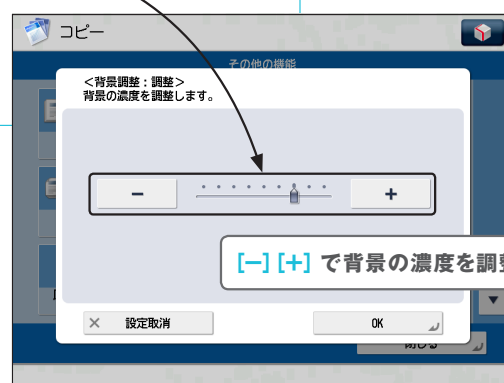 コピー
その他の機能
<背景調整：調整>
背景の濃度を調整します。
−
+
[−] [+] で背景の濃度を調整
× 設定取消
OK
閉じる